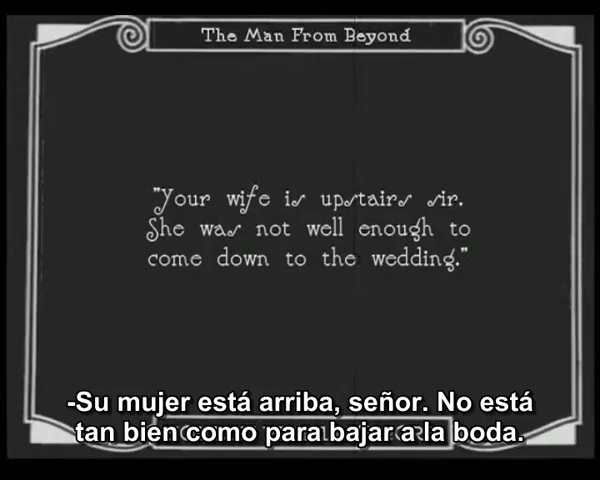 The Man From Beyond
"Your wife is upstairs sir.
She was not well enough to
come down to the wedding."
-Su mujer está arriba, señor. No está
tan bien como para bajar a la boda.